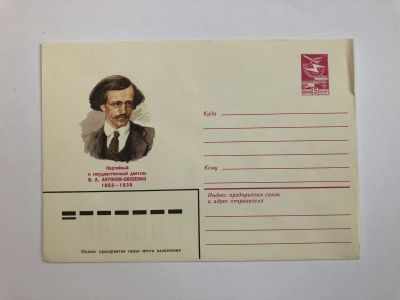 Партийный
и государственный деятель
В. А. АНТОНОВ-ОВСЕЕНКО
1883–1938
Куда
Кому
Индекс предприятия связи
и адрес отправителя
Индекс предприятия связи места назначения